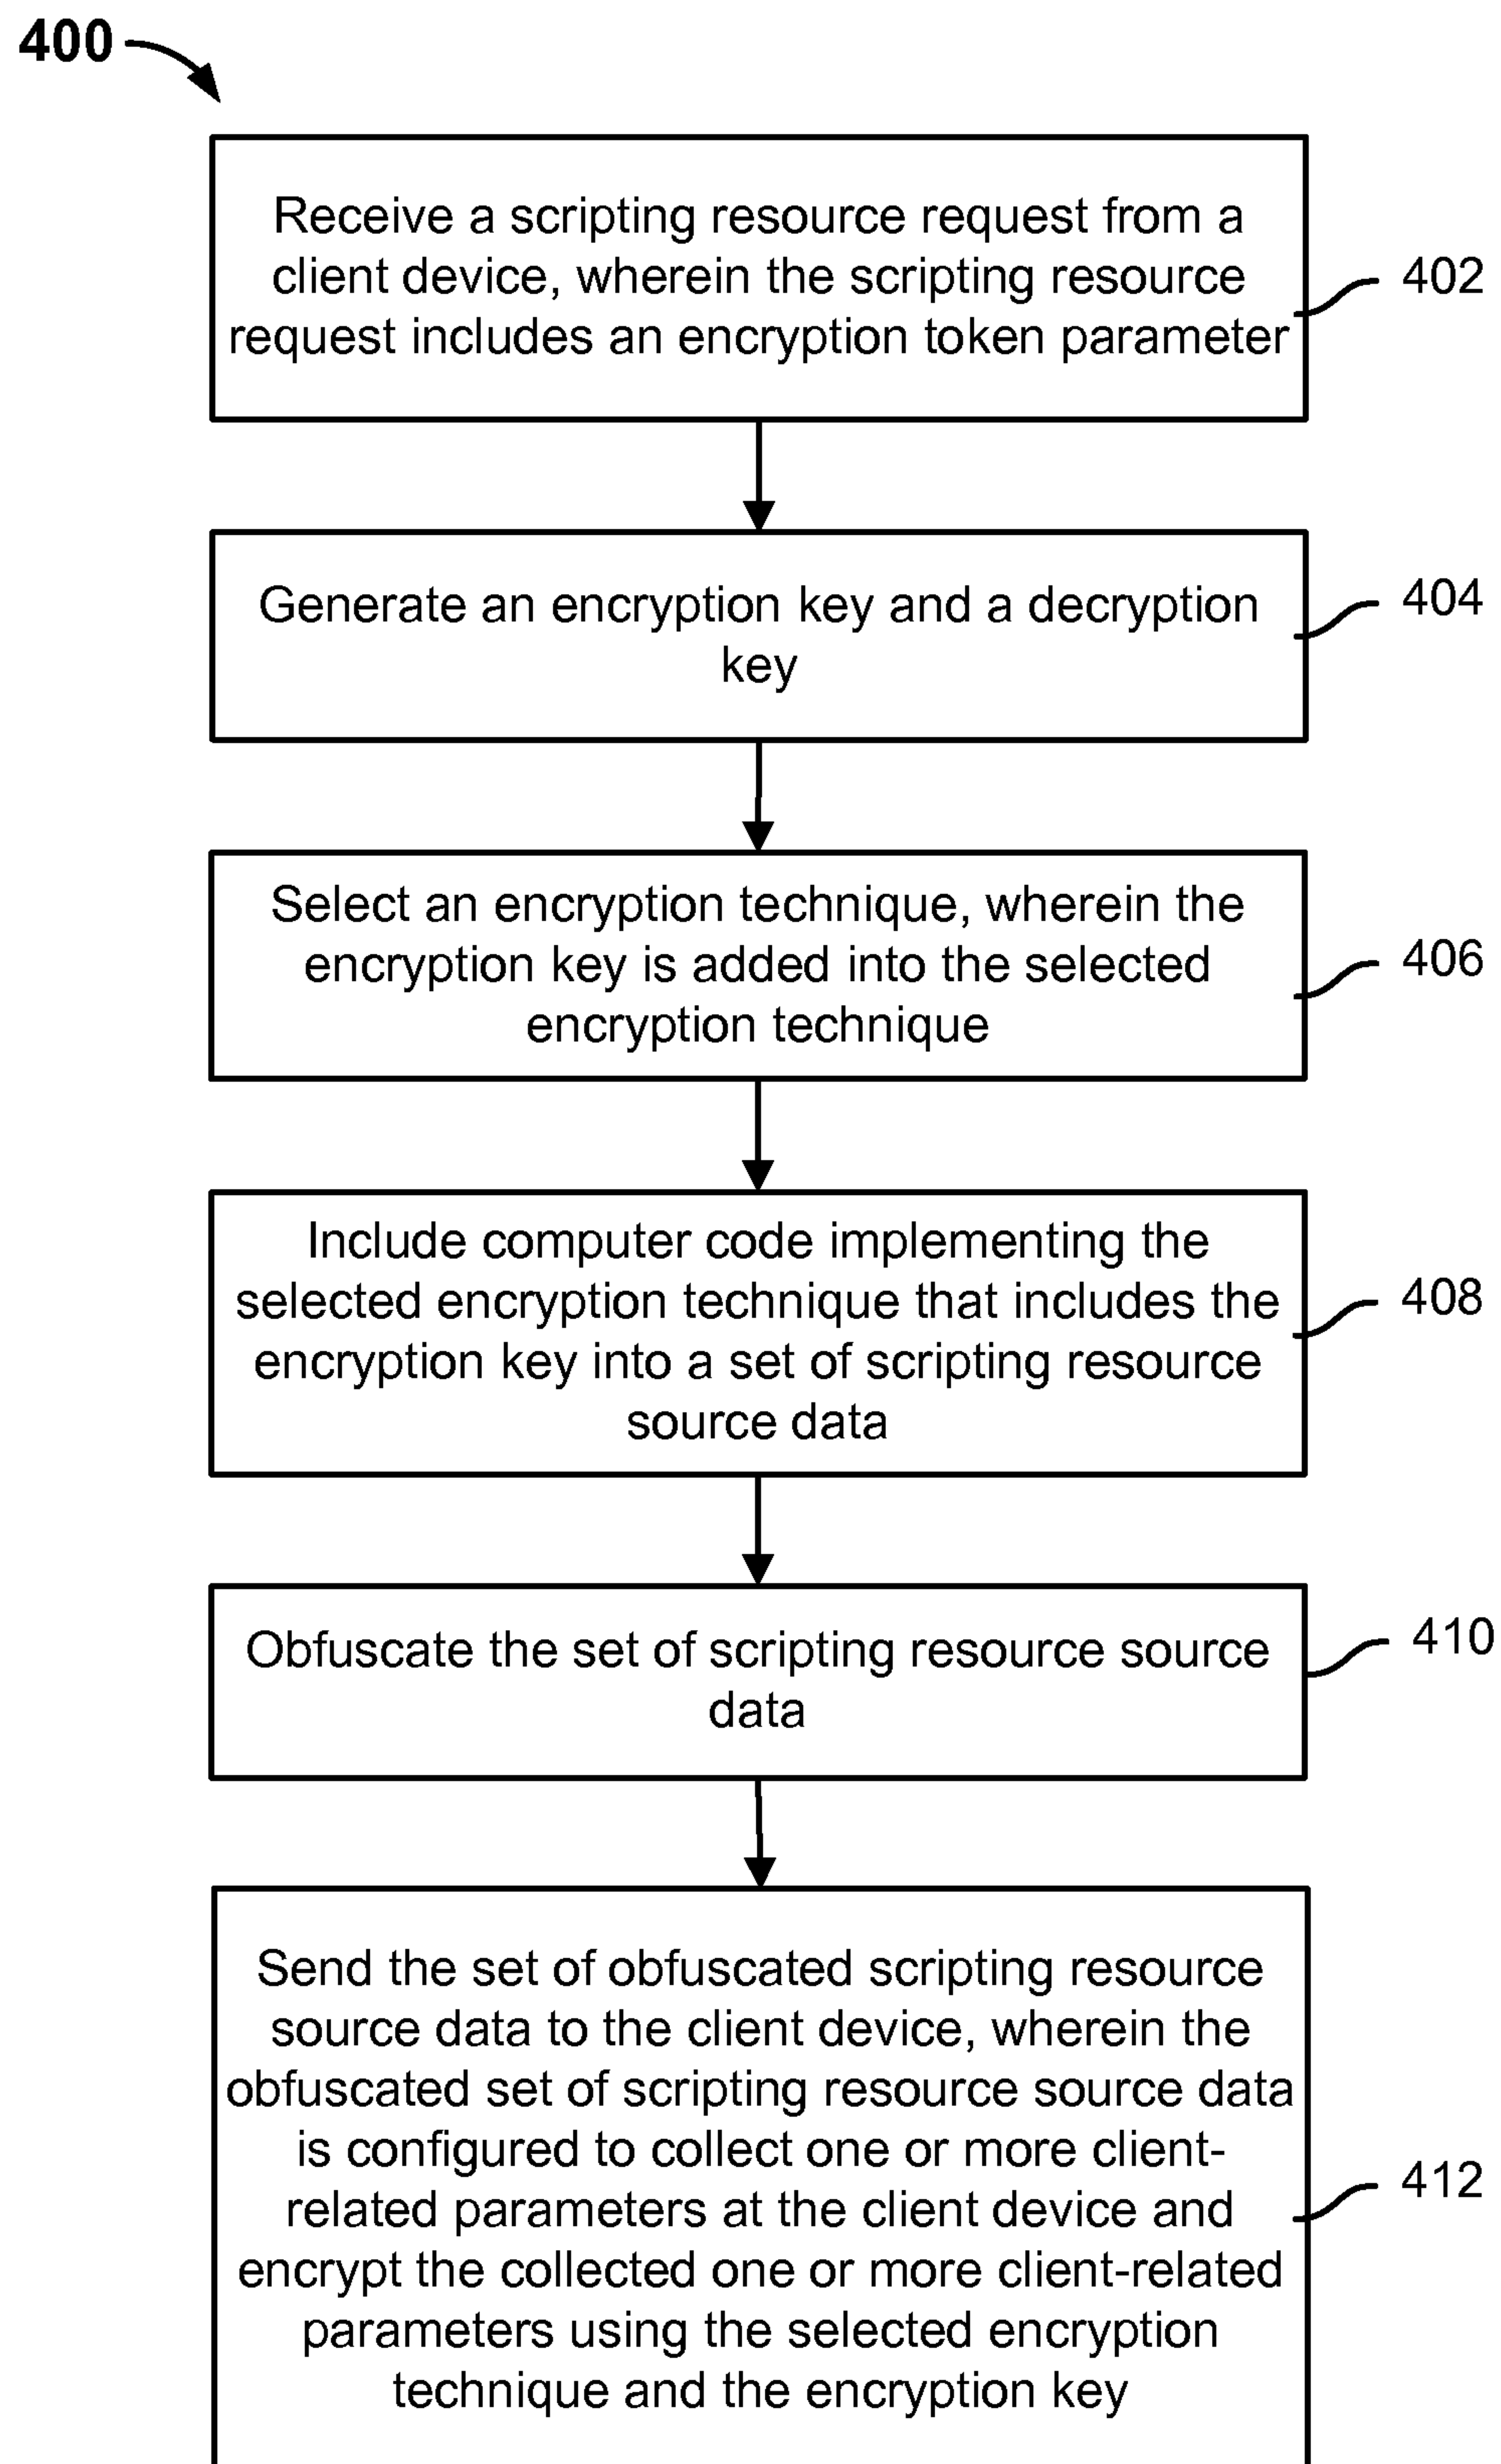 400
Receive a scripting resource request from a
client device, wherein the scripting resource
request includes an encryption token parameter
402
Generate an encryption key and a decryption
key
404
Select an encryption technique, wherein the
encryption key is added into the selected
encryption technique
406
Include computer code implementing the
selected encryption technique that includes the
encryption key into a set of scripting resource
source data
408
Obfuscate the set of scripting resource source
data
410
Send the set of obfuscated scripting resource
source data to the client device, wherein the
obfuscated set of scripting resource source data
is configured to collect one or more client-
related parameters at the client device and
encrypt the collected one or more client-related
parameters using the selected encryption
technique and the encryption key
412